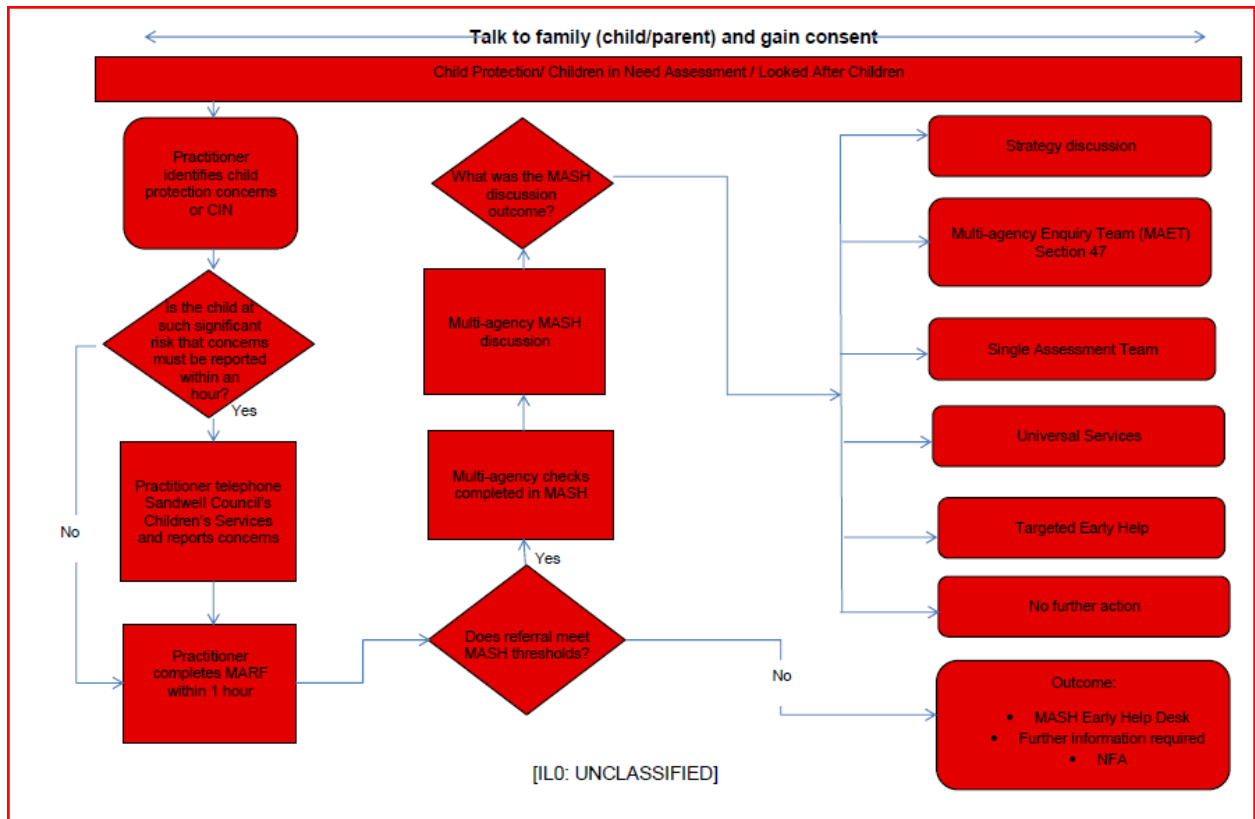 Talk to family (child/parent) and gain consent
Child Protection/ Children in Need Assessment / Looked After Children
Practitioner
identifies child
protection concerns
or CIN
Is the child at
such significant
risk that concerns
must be reported
within an
hour?
Yes
No
Practitioner telephone
Sandwell Council's
Children's Services
and reports concerns
Practitioner
completes MARF
within 1 hour
What was the MASH
discussion
outcome?
Multi-agency MASH
discussion
Multi-agency checks
completed in MASH
Yes
Does referral meet
MASH thresholds?
No
Strategy discussion
Multi-agency Enquiry Team (MAET)
Section 47
Single Assessment Team
Universal Services
Targeted Early Help
No further action
Outcome:
• MASH Early Help Desk
• Further information required
• NFA
[IL0: UNCLASSIFIED]